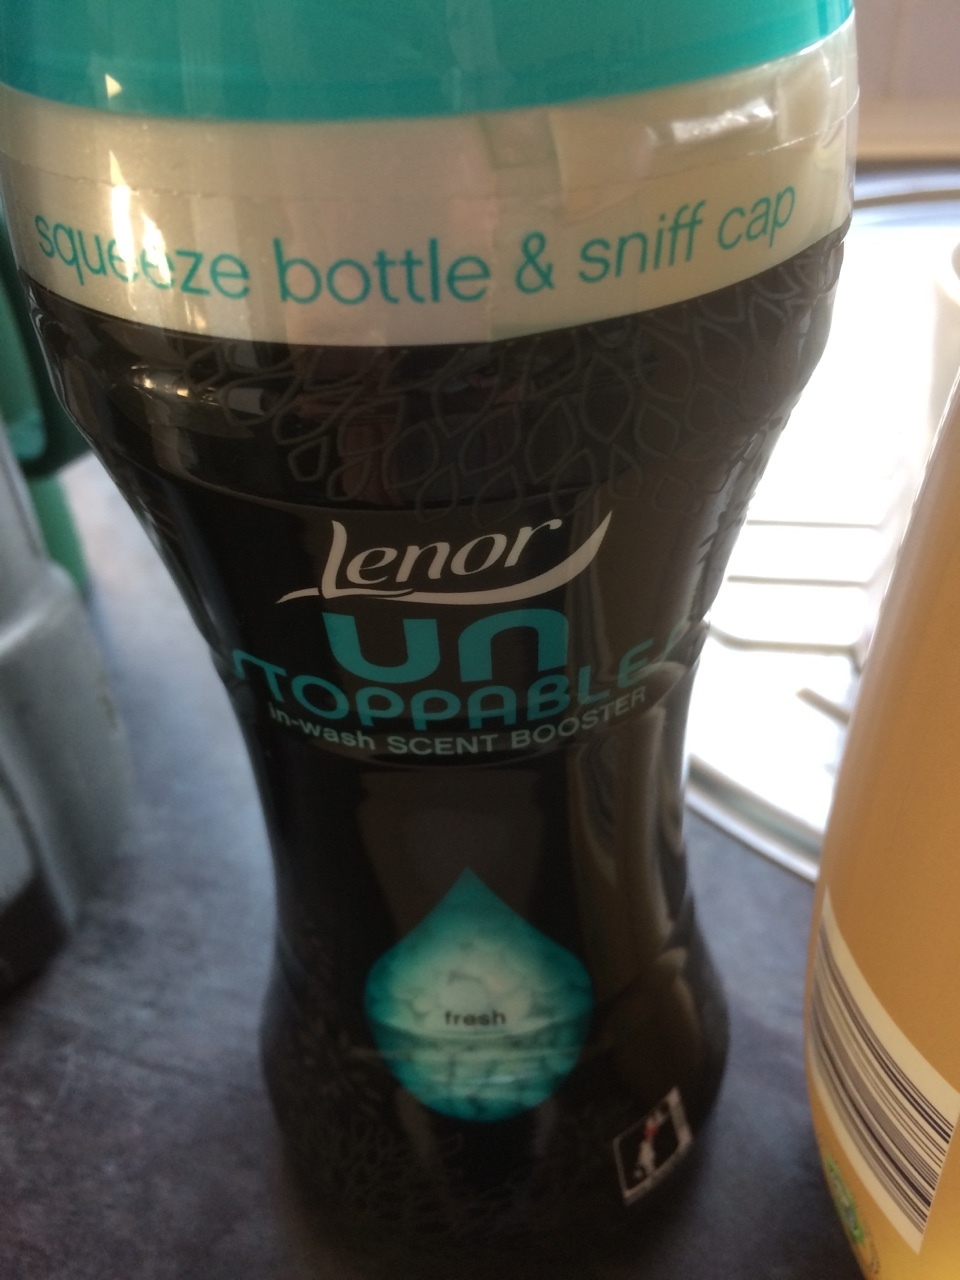 squeeze bottle & sniff cap
Lenor
un
STOPPABLES
in-wash SCENT BOOSTER
fresh